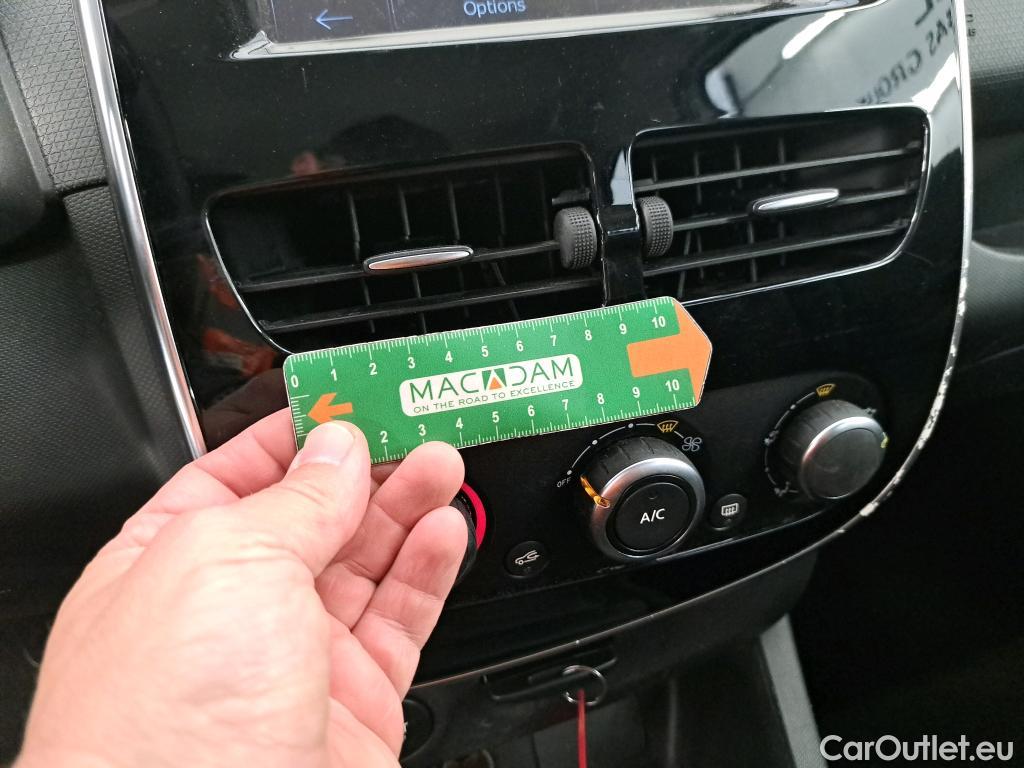 Options
0 1 2 3 4 5 6 7 8 9 10
MACADAM
ON THE ROAD TO EXCELLENCE
2 3 4 5 6 7 8 9 10
OFF
A/C
CarOutlet.eu